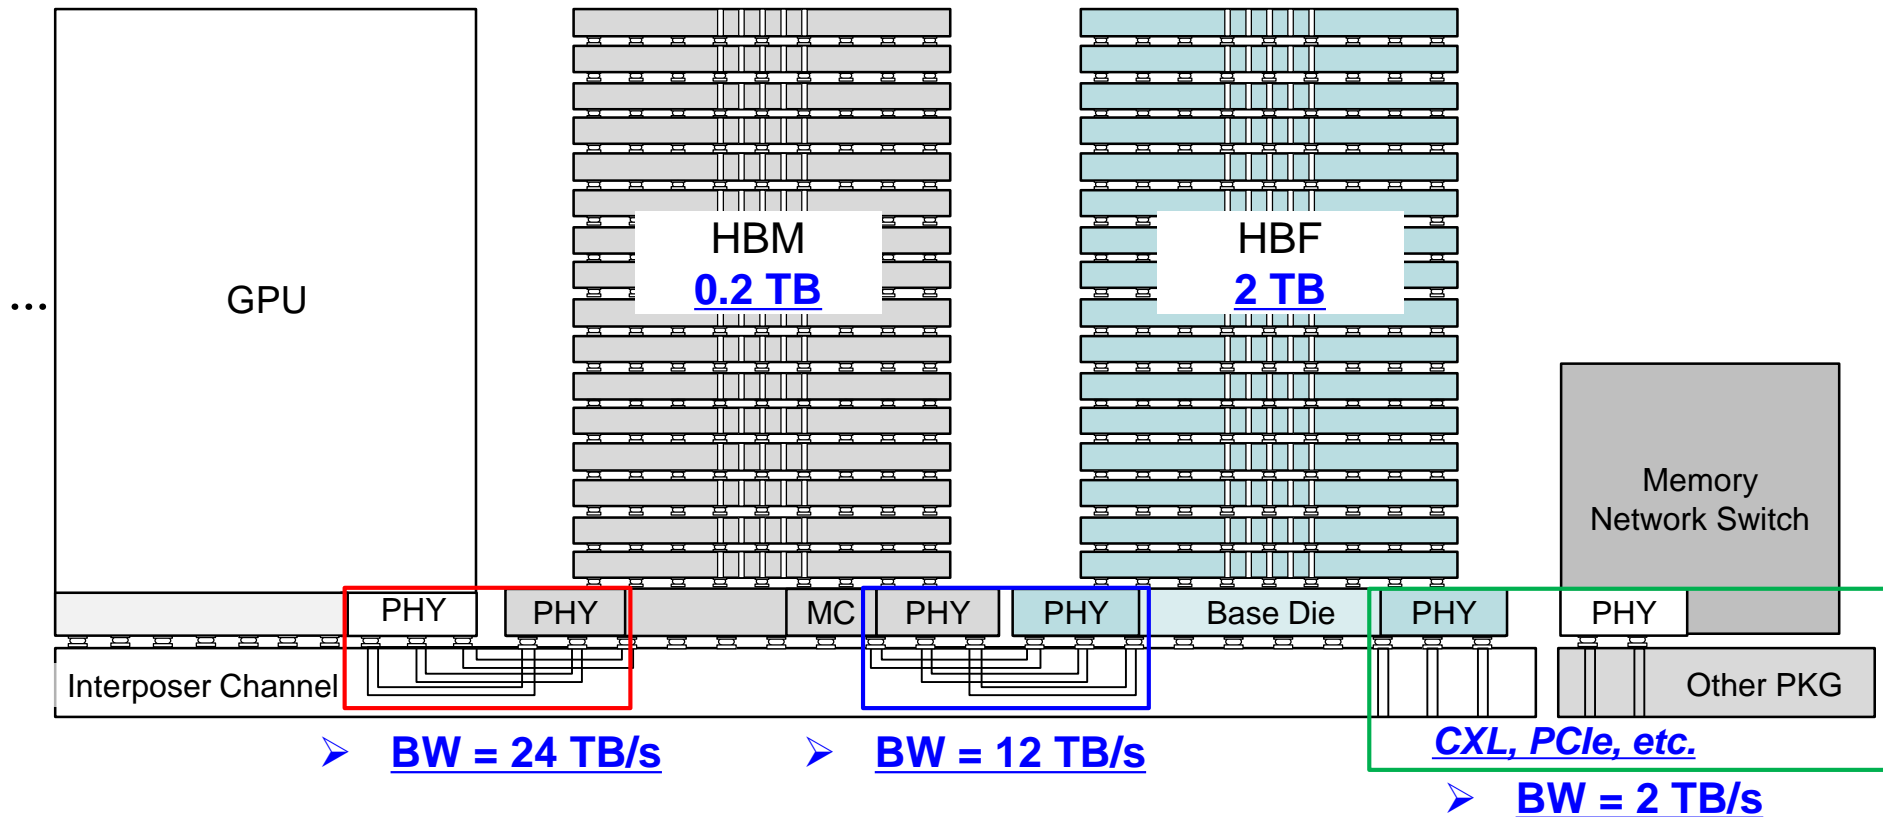 ...
GPU
HBM
0.2 TB
HBF
2 TB
Memory
Network Switch
PHY
PHY
MC
PHY
PHY
Base Die
PHY
PHY
Interposer Channel
Other PKG
CXL, PCIe, etc.
➢ BW = 24 TB/s
➢ BW = 12 TB/s
➢ BW = 2 TB/s